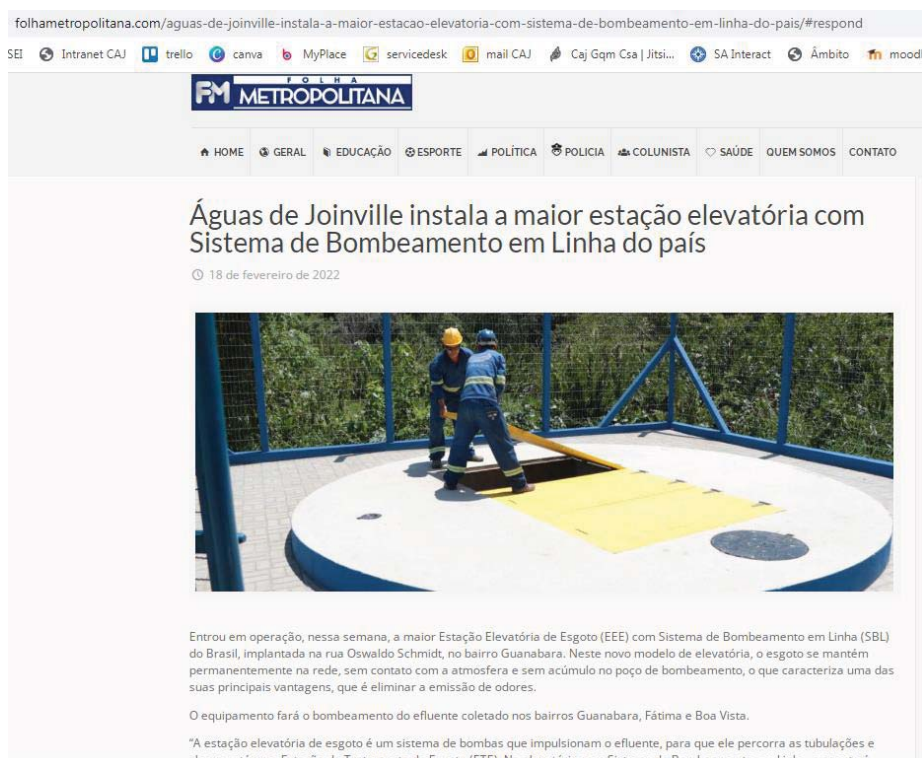 folhametropolitana.com/aguas-de-joinville-instala-a-maior-estacao-elevatoria-com-sistema-de-bombeamento-em-linha-do-pais/#respond
SEI Intranet CAJ trello canva MyPlace servicedesk mail CAJ Caj Gqm Csa | Jitsi... SA Interact Âmbito mood
FM FOLHA
METROPOLITANA
HOME GERAL EDUCAÇÃO ESPORTE POLÍTICA POLICIA COLUNISTA SAÚDE QUEM SOMOS CONTATO
Águas de Joinville instala a maior estação elevatória com
Sistema de Bombeamento em Linha do país
18 de fevereiro de 2022
Entrou em operação, nessa semana, a maior Estação Elevatória de Esgoto (EEE) com Sistema de Bombeamento em Linha (SBL)
do Brasil, implantada na rua Oswaldo Schmidt, no bairro Guanabara. Neste novo modelo de elevatória, o esgoto se mantém
permanentemente na rede, sem contato com a atmosfera e sem acúmulo no poço de bombeamento, o que caracteriza uma das
suas principais vantagens, que é eliminar a emissão de odores.
O equipamento fará o bombeamento do efluente coletado nos bairros Guanabara, Fátima e Boa Vista.
"A estação elevatória de esgoto é um sistema de bombas que impulsionam o efluente, para que ele percorra as tubulações e